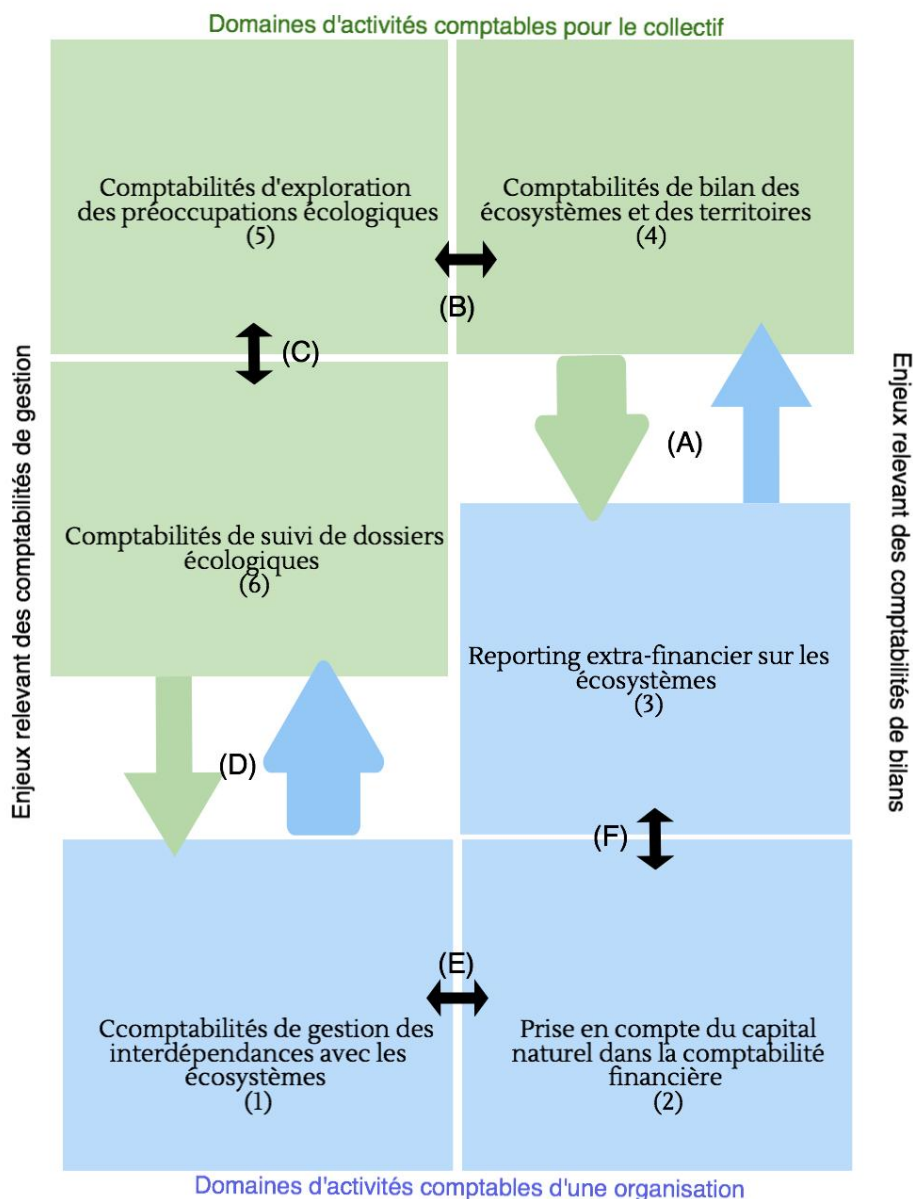 Domaines d'activités comptables pour le collectif
Comptabilités d'exploration
des préoccupations écologiques
(5)
Comptabilités de bilan des
écosystèmes et des territoires
(4)
(B)
(C)
(A)
Enjeux relevant des comptabilités de gestion
Enjeux relevant des comptabilités de bilans
Comptabilités de suivi de dossiers
écologiques
(6)
Reporting extra-financier sur les
écosystèmes
(3)
(D)
(F)
(E)
Ccomptabilités de gestion des
interdépendances avec les
écosystèmes
(1)
Prise en compte du capital
naturel dans la comptabilité
financière
(2)
Domaines d'activités comptables d'une organisation